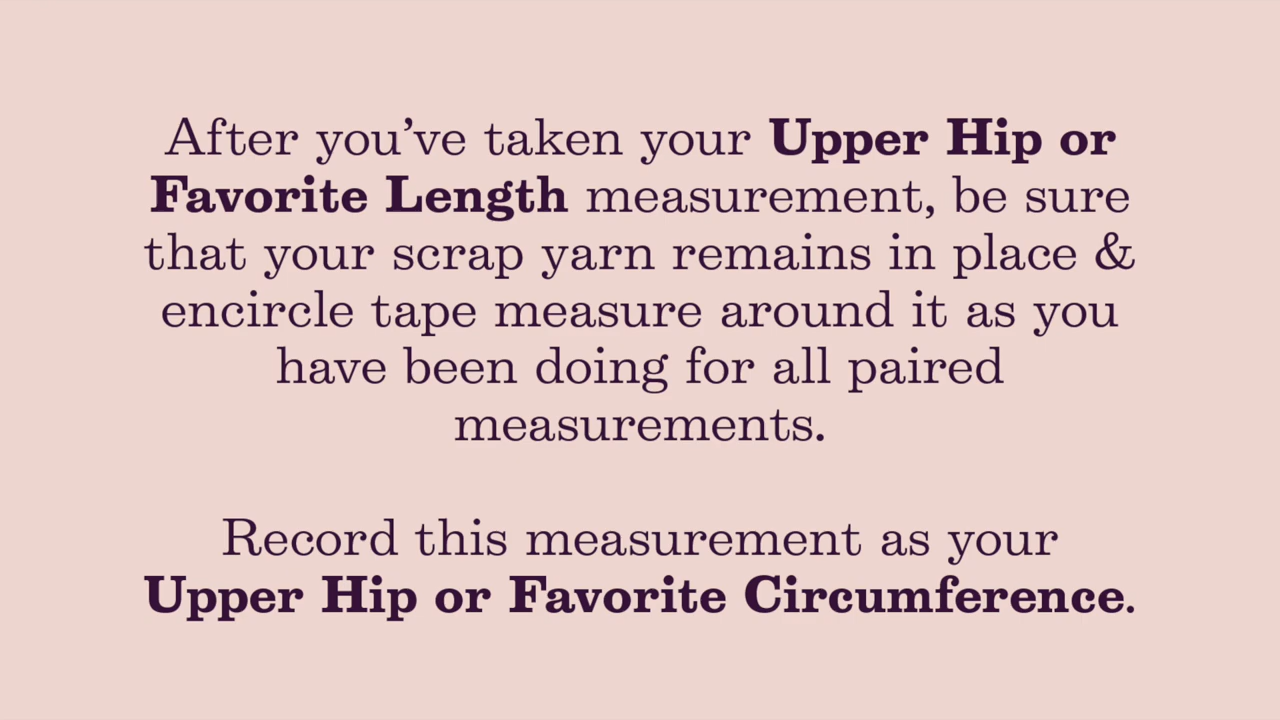 After you’ve taken your Upper Hip or
Favorite Length measurement, be sure
that your scrap yarn remains in place &
encircle tape measure around it as you
have been doing for all paired
measurements.
Record this measurement as your
Upper Hip or Favorite Circumference.